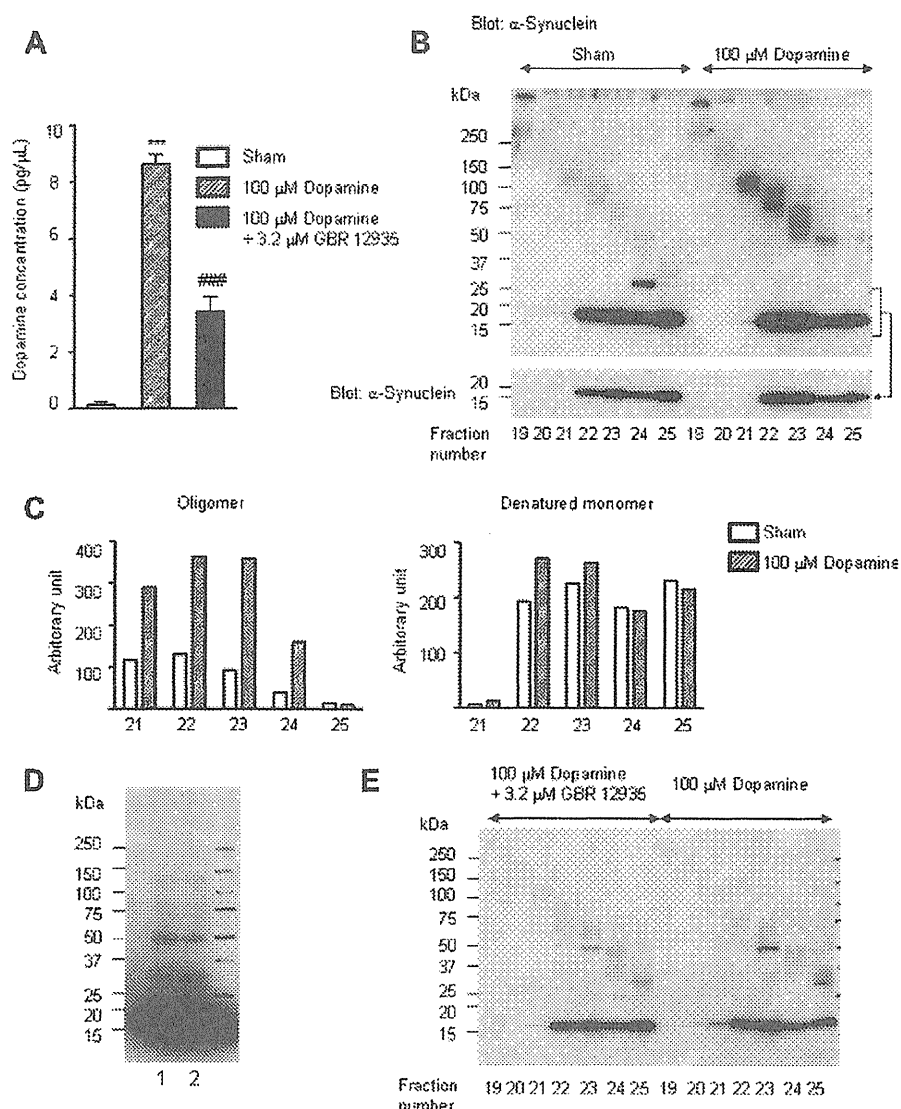 A
Dopamine concentration (pg/µL)
10
8
6
4
2
0
***
###
Sham
100 µM Dopamine
100 µM Dopamine
+ 3.2 µM GBR 12935
B
Blot: α-Synuclein
Sham
100 µM Dopamine
kDa
250
150
100
75
50
37
25
20
15
Blot: α-Synuclein
20
15
Fraction number
19 20 21 22 23 24 25 19 20 21 22 23 24 25
C
Oligomer
Arbitorary unit
400
300
200
100
21 22 23 24 25
Denatured monomer
Arbitorary unit
300
200
100
21 22 23 24 25
Sham
100 µM Dopamine
D
kDa
250
150
100
75
50
37
25
20
15
1 2
E
100 µM Dopamine
+ 3.2 µM GBR 12935
100 µM Dopamine
kDa
250
150
100
75
50
37
20
15
Fraction number
19 20 21 22 23 24 25 19 20 21 22 23 24 25